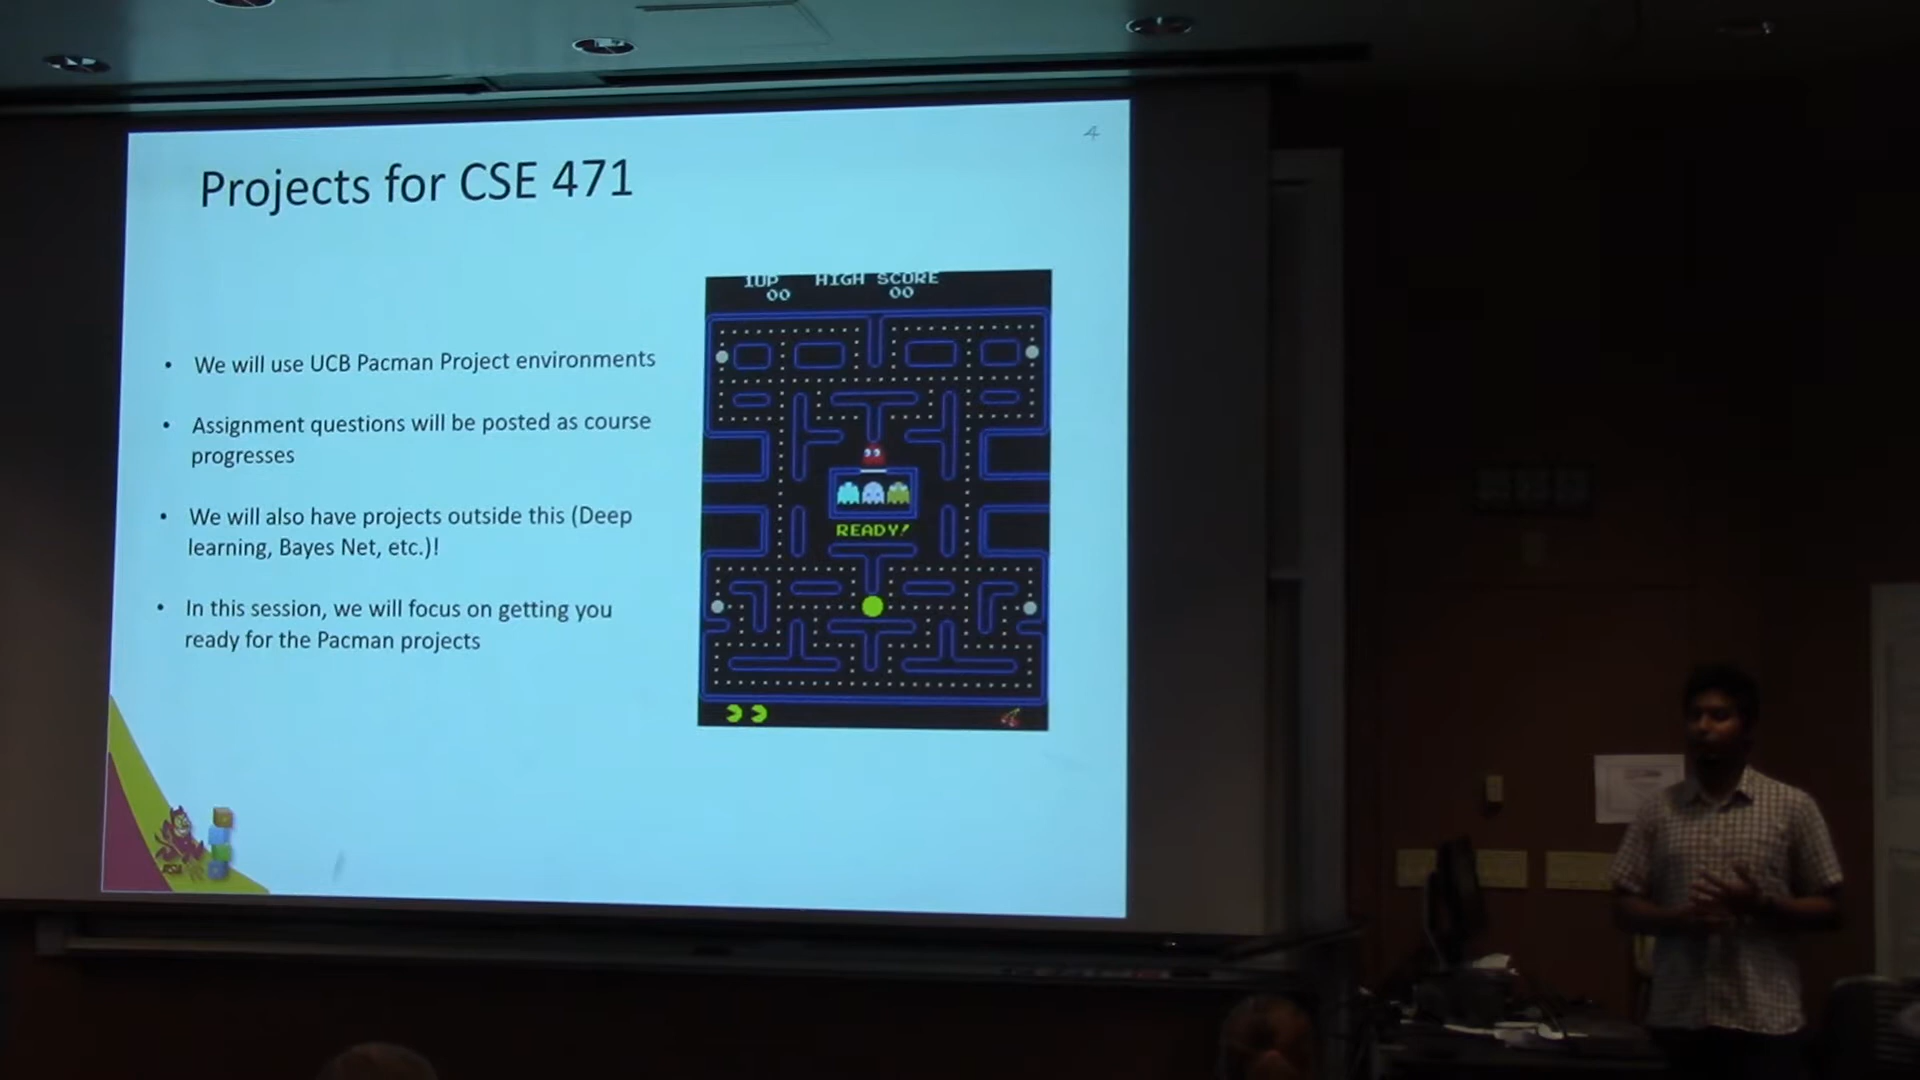 4
Projects for CSE 471
1UP HIGH SCORE
00 00
• We will use UCB Pacman Project environments
• Assignment questions will be posted as course
progresses
• We will also have projects outside this (Deep
learning, Bayes Net, etc.)!
• In this session, we will focus on getting you
ready for the Pacman projects
READY!